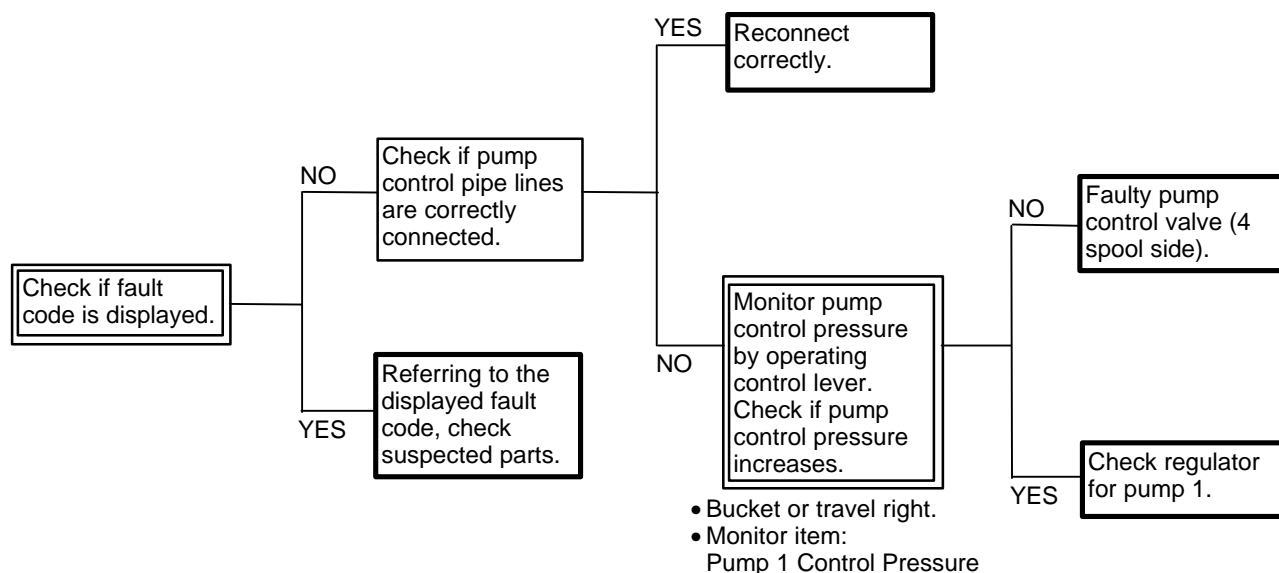 Check if fault
code is displayed.
NO
Check if pump
control pipe lines
are correctly
connected.
YES
Referring to the
displayed fault
code, check
suspected parts.
YES
Reconnect
correctly.
NO
Monitor pump
control pressure
by operating
control lever.
Check if pump
control pressure
increases.
• Bucket or travel right.
• Monitor item:
Pump 1 Control Pressure
NO
Faulty pump
control valve (4
spool side).
YES
Check regulator
for pump 1.